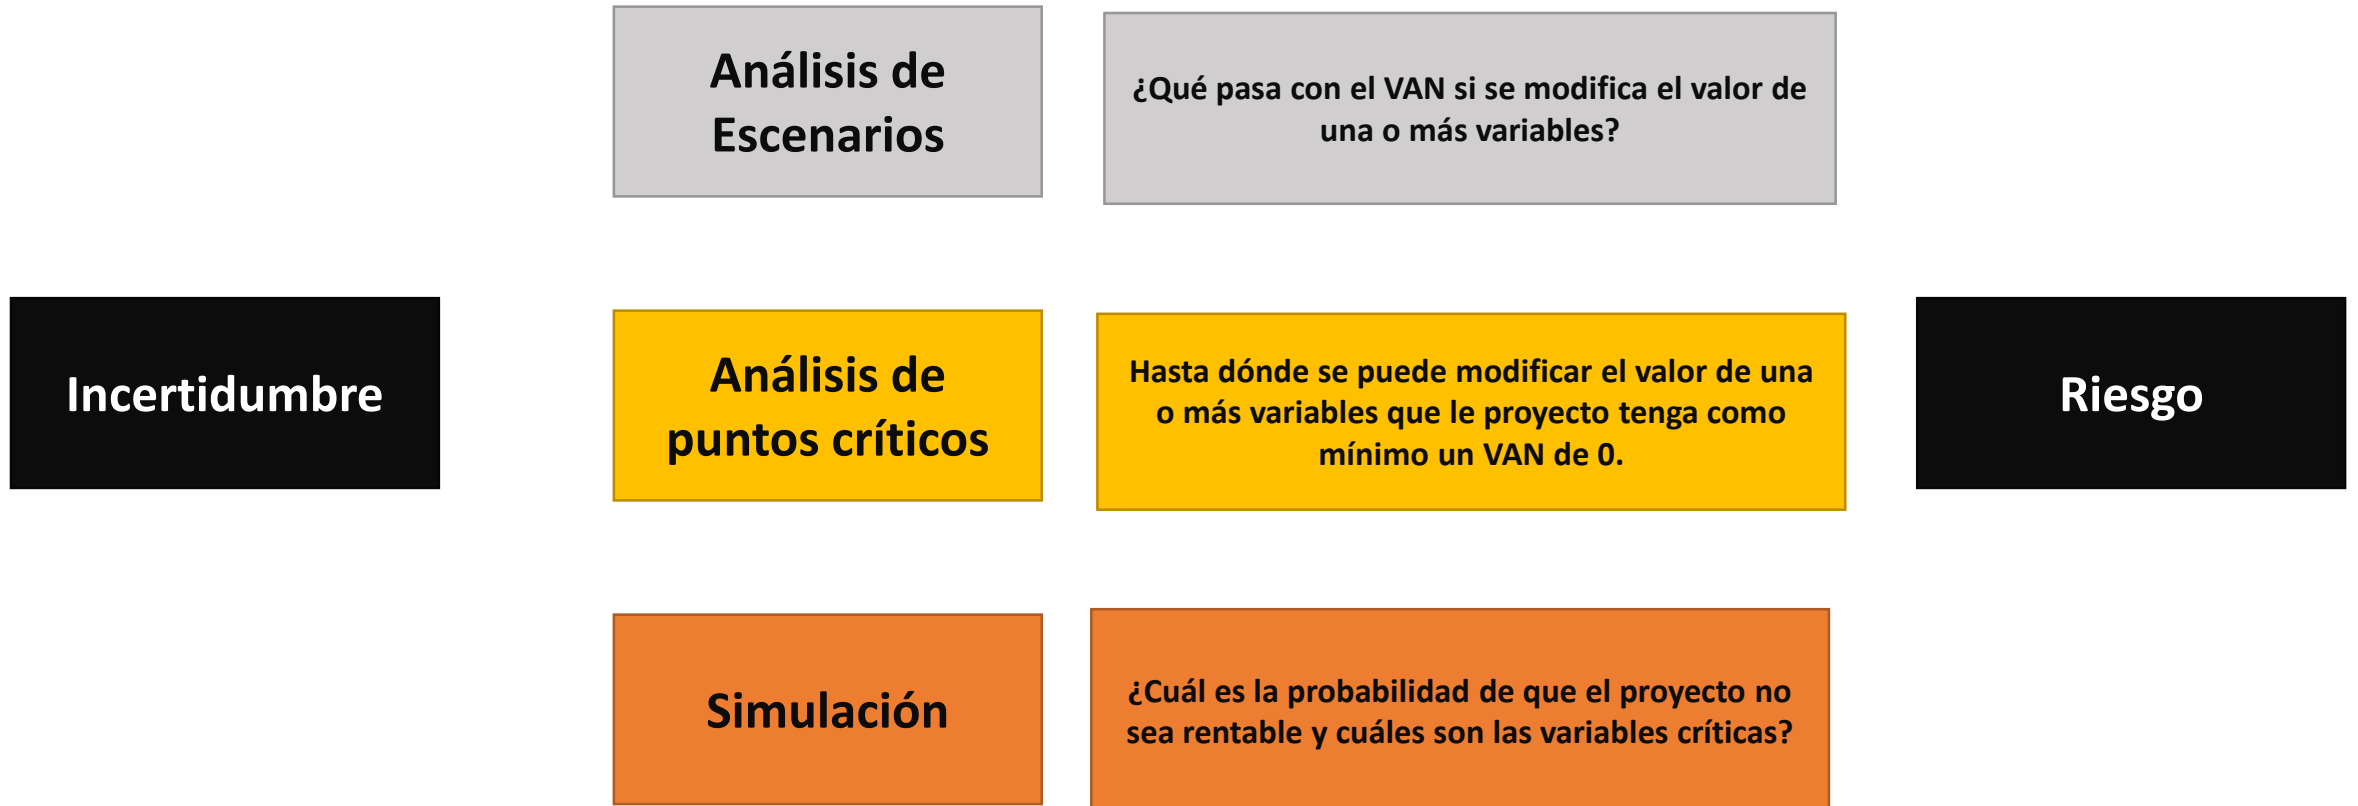 Análisis de
Escenarios
¿Qué pasa con el VAN si se modifica el valor de
una o más variables?
Incertidumbre
Análisis de
puntos críticos
Hasta dónde se puede modificar el valor de una
o más variables que le proyecto tenga como
mínimo un VAN de 0.
Riesgo
Simulación
¿Cuál es la probabilidad de que el proyecto no
sea rentable y cuáles son las variables críticas?